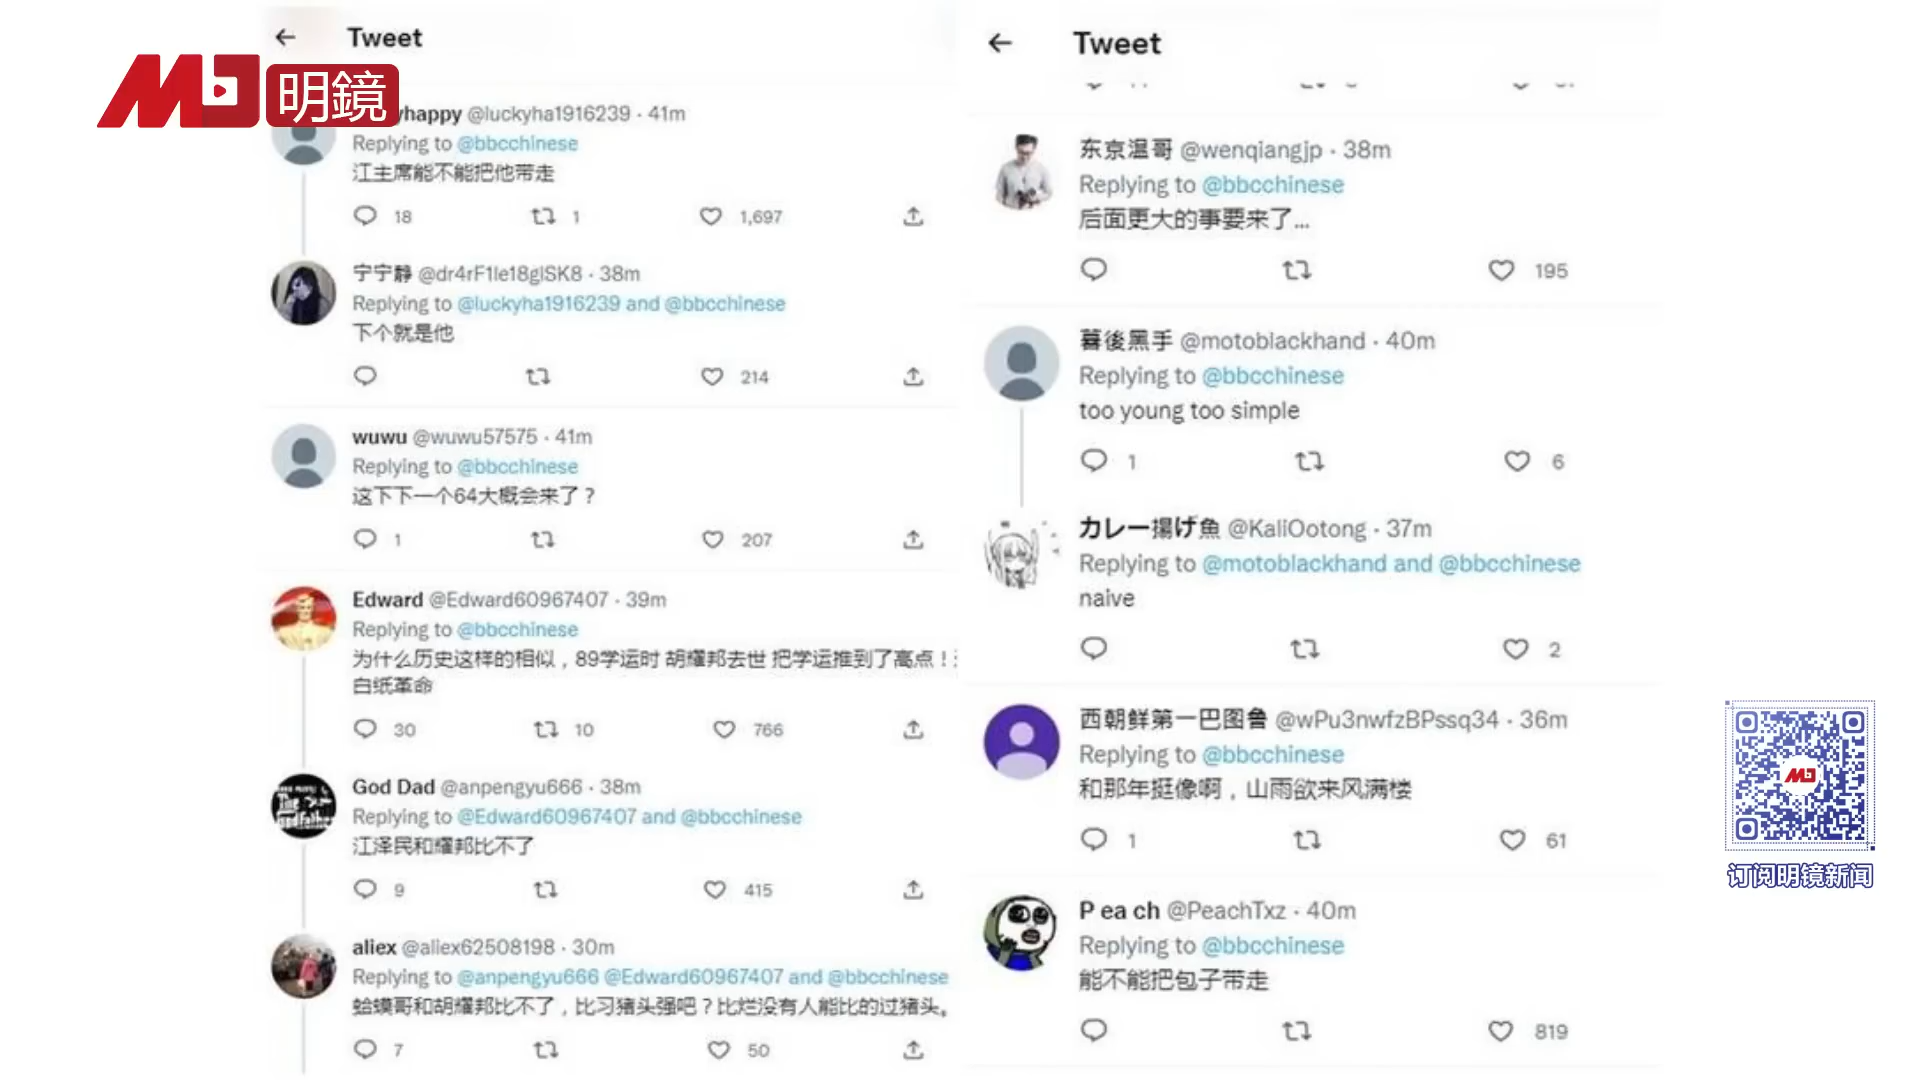 Tweet
明鏡
yhappy @luckyha1916239 · 41m
Replying to @bbcchinese
江主席能不能把他带走
18 1 1,697
宁宁静 @dr4rF1le18glSK8 · 38m
Replying to @luckyha1916239 and @bbcchinese
下个就是他
214
wuwu @wuwu57575 · 41m
Replying to @bbcchinese
这下下一个64大概会来了？
1 207
Edward @Edward60967407 · 39m
Replying to @bbcchinese
为什么历史这样的相似，89学运时 胡耀邦去世 把学运推到了高点！
白纸革命
30 10 766
God Dad @anpengyu666 · 38m
Replying to @Edward60967407 and @bbcchinese
江泽民和耀邦比不了
9 415
aliex @aliex62508198 · 30m
Replying to @anpengyu666 @Edward60967407 and @bbcchinese
蛤蟆哥和胡耀邦比不了，比习猪头强吧？比烂没有人能比的过猪头。
7 50
Tweet
东京温哥 @wenqiangjp · 38m
Replying to @bbcchinese
后面更大的事要来了...
195
暮後黑手 @motoblackhand · 40m
Replying to @bbcchinese
too young too simple
1 6
カレー揚げ魚 @KaliOotong · 37m
Replying to @motoblackhand and @bbcchinese
naive
2
西朝鲜第一巴图鲁 @wPu3nwfzBPssq34 · 36m
Replying to @bbcchinese
和那年挺像啊，山雨欲来风满楼
1 61
P ea ch @PeachTxz · 40m
Replying to @bbcchinese
能不能把包子带走
819
订阅明镜新闻